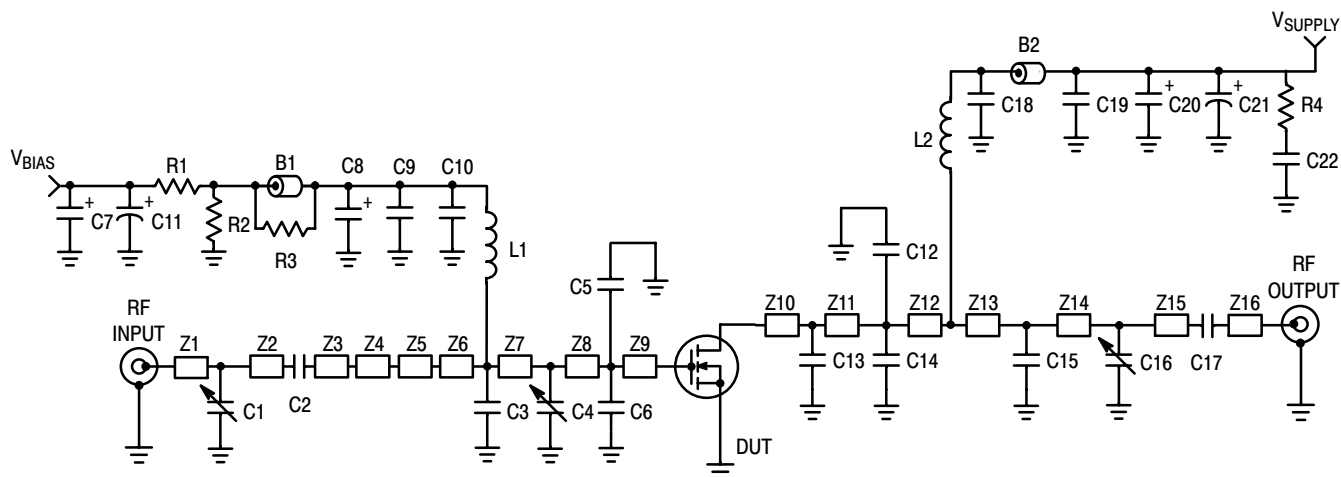 VSUPPLY
B2
C18
C19
+
C20
+
C21
R4
L2
C22
VBIAS
R1
B1
C8
C9
C10
+
C7
+
C11
R2
R3
+
L1
C5
C12
RF
INPUT
Z1
Z2
Z3
Z4
Z5
Z6
Z7
Z8
Z9
Z10
Z11
Z12
Z13
Z14
Z15
Z16
RF
OUTPUT
C1
C2
C3
C4
C6
C13
C14
C15
C16
C17
DUT